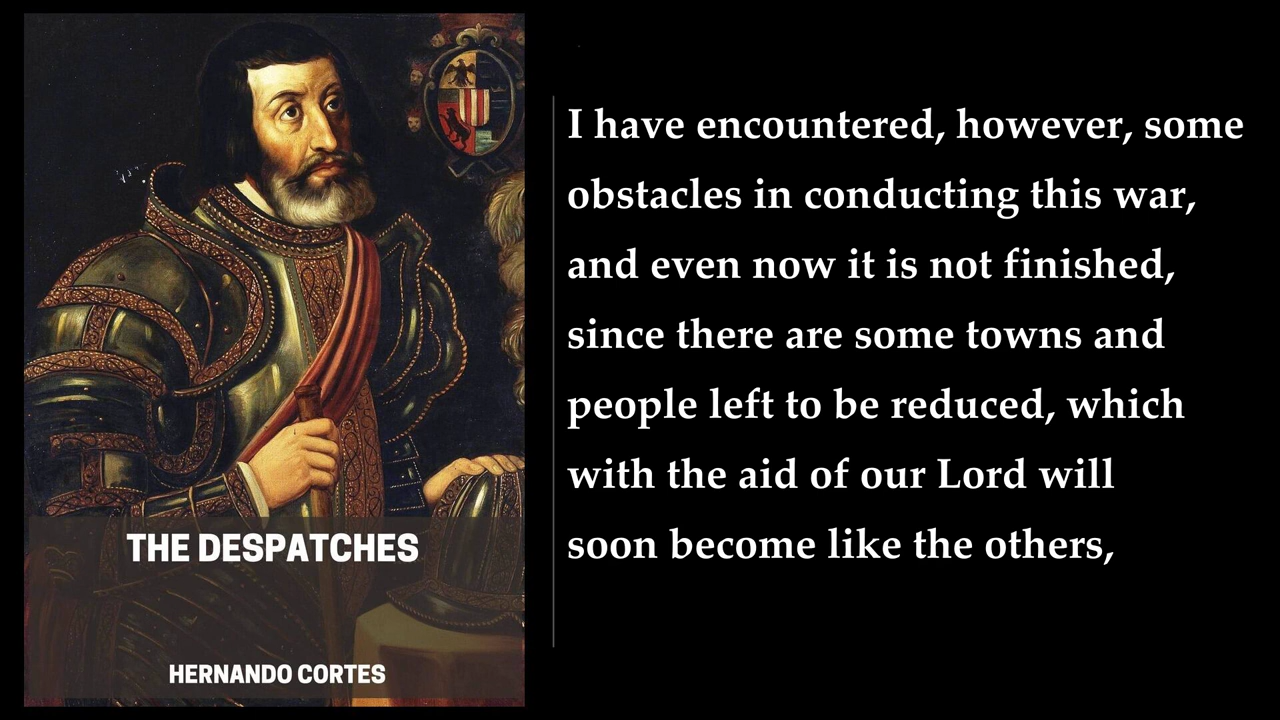 THE DESPATCHES
HERNANDO CORTES
I have encountered, however, some
obstacles in conducting this war,
and even now it is not finished,
since there are some towns and
people left to be reduced, which
with the aid of our Lord will
soon become like the others,